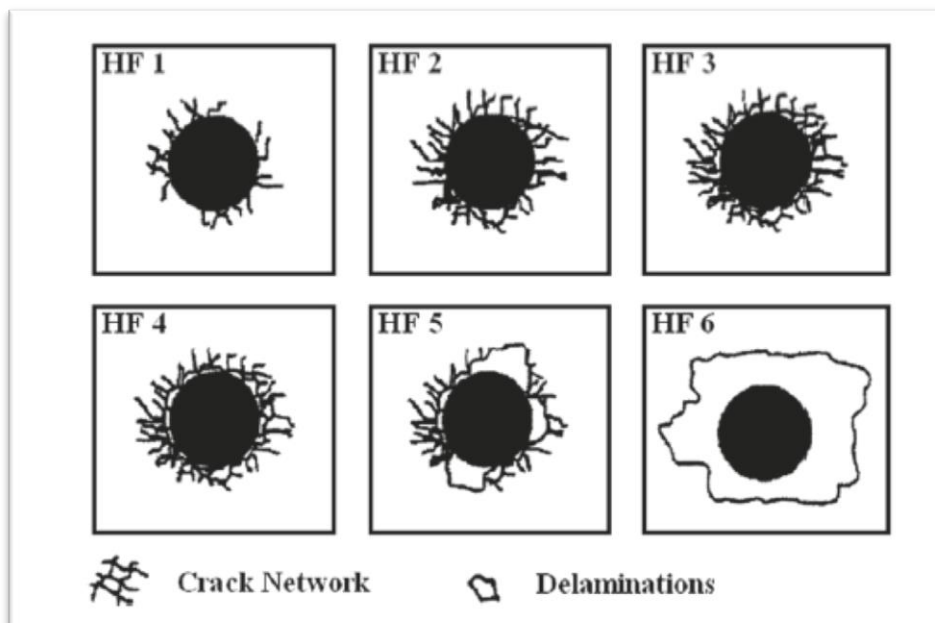 HF 1
HF 2
HF 3
HF 4
HF 5
HF 6
Crack Network
Delaminations